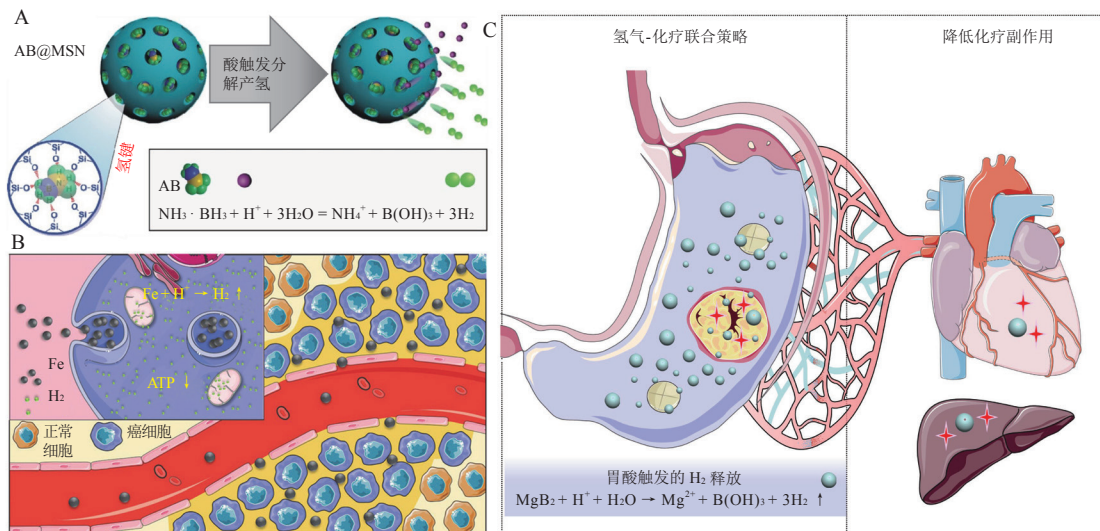 A
AB@MSN
酸触发分
解产氢
氢键
Si
O
AB
NH₃ · BH₃ + H⁺ + 3H₂O = NH₄⁺ + B(OH)₃ + 3H₂
B
Fe + H → H₂ ↑
ATP ↓
Fe
H₂
正常
细胞
癌细胞
C
氢气-化疗联合策略
降低化疗副作用
胃酸触发的 H₂ 释放
MgB₂ + H⁺ + H₂O → Mg²⁺ + B(OH)₃ + 3H₂ ↑